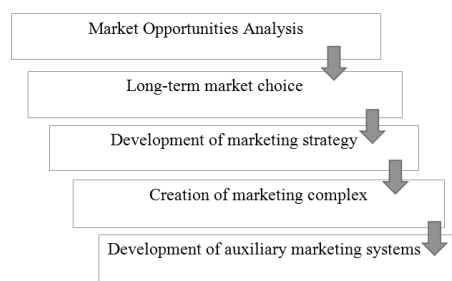 Market Opportunities Analysis
Long-term market choice
Development of marketing strategy
Creation of marketing complex
Development of auxiliary marketing systems